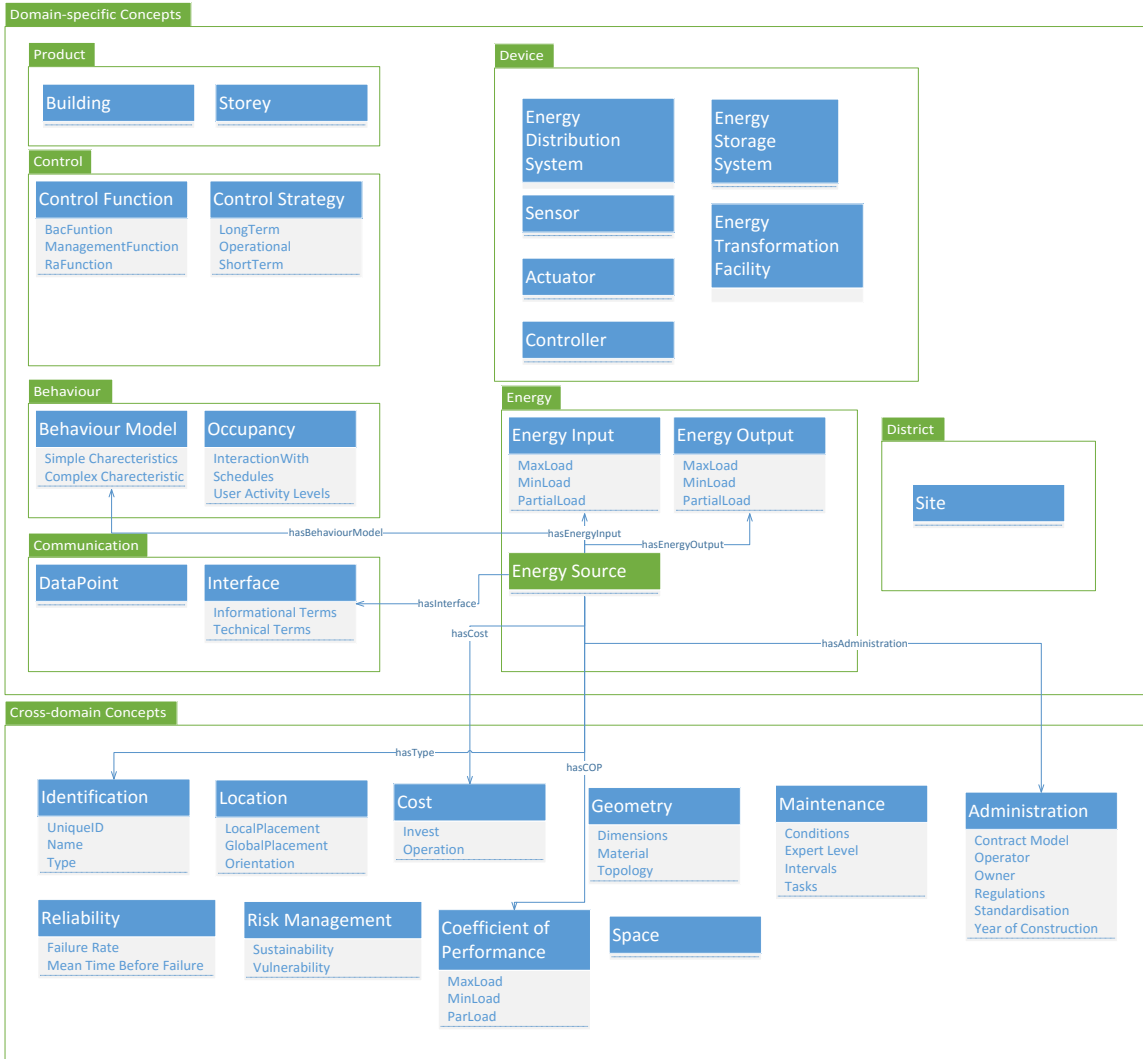 Domain-specific Concepts
Product
Building
Storey
Control
Control Function
BacFuntion
ManagementFunction
RaFunction
Control Strategy
LongTerm
Operational
ShortTerm
Device
Energy
Distribution
System
Energy
Storage
System
Sensor
Energy
Transformation
Facility
Actuator
Controller
Behaviour
Behaviour Model
Simple Charecteristics
Complex Charecteristic
Occupancy
InteractionWith
Schedules
User Activity Levels
Energy
Energy Input
MaxLoad
MinLoad
PartialLoad
Energy Output
MaxLoad
MinLoad
PartialLoad
District
Site
hasBehaviourModel
hasEnergyInput
hasEnergyOutput
Energy Source
Communication
DataPoint
Interface
Informational Terms
Technical Terms
hasInterface
hasCost
hasAdministration
Cross-domain Concepts
hasType
hasCOP
Identification
UniqueID
Name
Type
Location
LocalPlacement
GlobalPlacement
Orientation
Cost
Invest
Operation
Geometry
Dimensions
Material
Topology
Maintenance
Conditions
Expert Level
Intervals
Tasks
Administration
Contract Model
Operator
Owner
Regulations
Standardisation
Year of Construction
Reliability
Failure Rate
Mean Time Before Failure
Risk Management
Sustainability
Vulnerability
Coefficient of
Performance
MaxLoad
MinLoad
ParLoad
Space